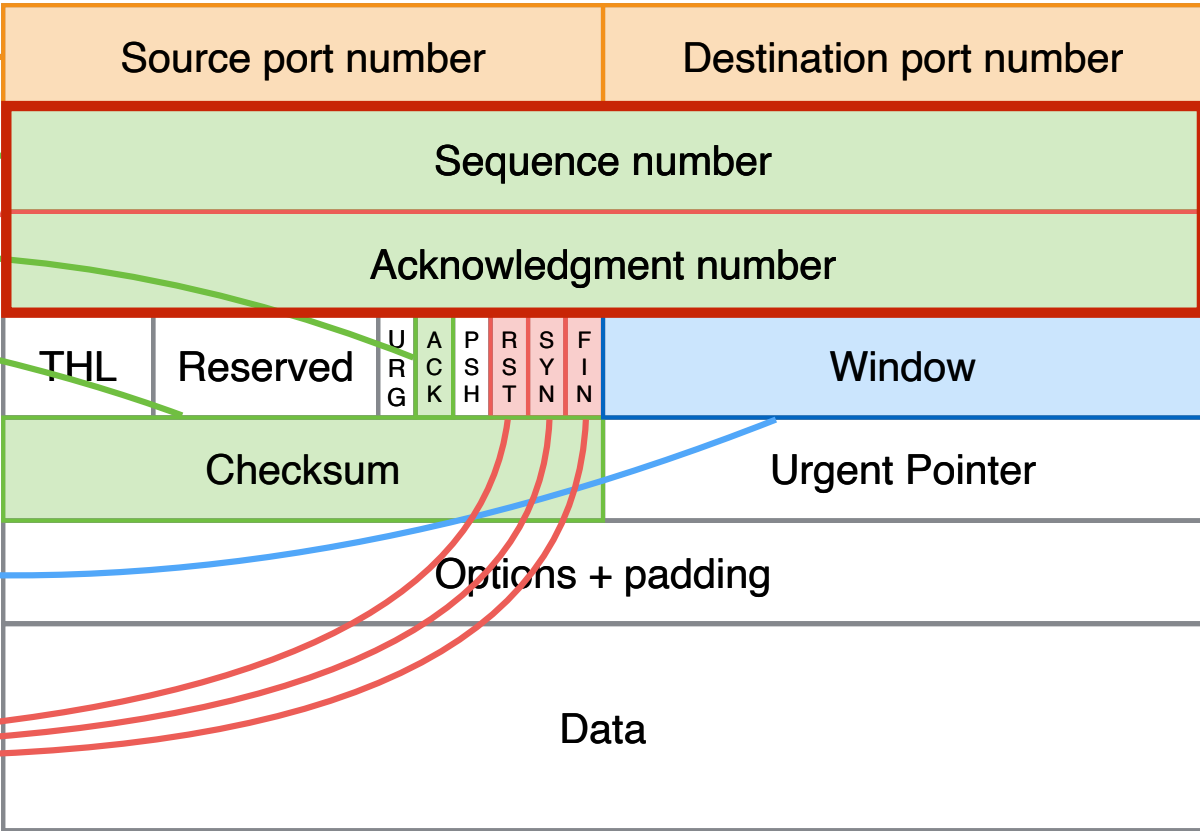 Source port number
Destination port number
Sequence number
Acknowledgment number
THL
Reserved
URG
ACK
PSH
RST
SYN
FIN
Window
Checksum
Urgent Pointer
Options + padding
Data